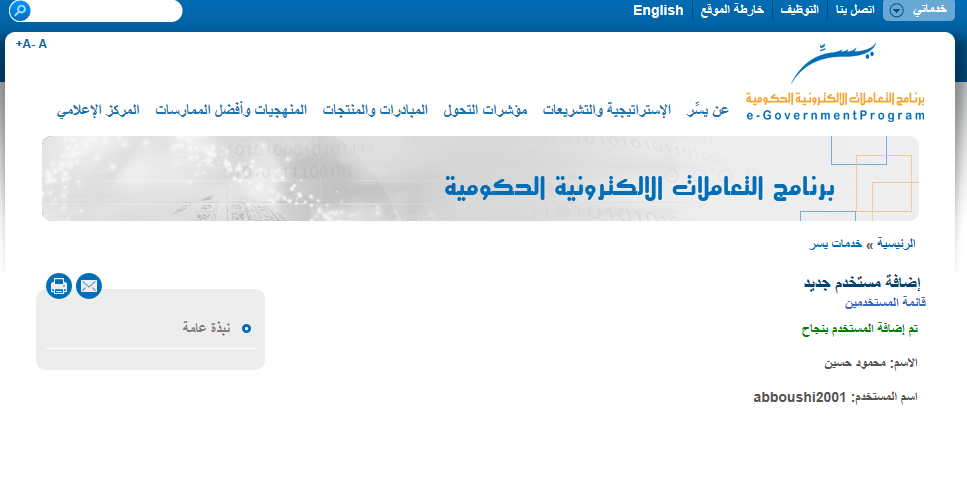 خدماتي اتصل بنا التوظيف خارطة الموقع English
+A- A
يسِّر
برنامج التعاملات الالكترونية الحكومية
e-GovernmentProgram
عن يسِّر الإستراتيجية والتشريعات مؤشرات التحول المبادرات والمنتجات المنهجيات وأفضل الممارسات المركز الإعلامي
برنامج التعاملات الالكترونية الحكومية
الرئيسية » خدمات يسر
إضافة مستخدم جديد
قائمة المستخدمين
تم إضافة المستخدم بنجاح
الاسم: محمود حسين
اسم المستخدم: abboushi2001
نبذة عامة